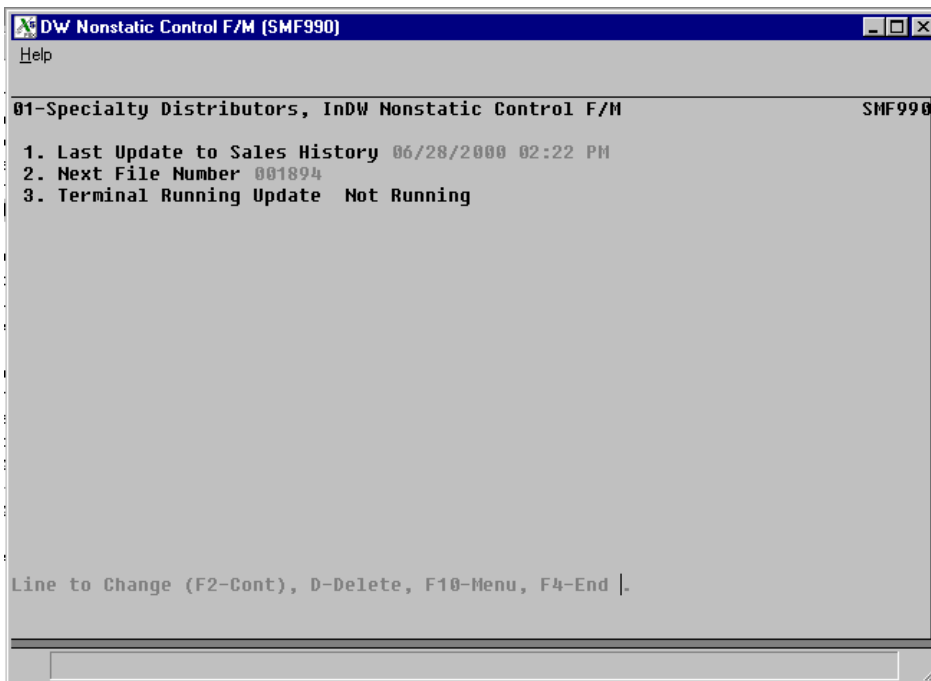 DW Nonstatic Control F/M (SMF990)
Help
01-Specialty Distributors, InDW Nonstatic Control F/M SMF990
1. Last Update to Sales History 06/28/2000 02:22 PM
2. Next File Number 001894
3. Terminal Running Update Not Running
Line to Change (F2-Cont), D-Delete, F10-Menu, F4-End .